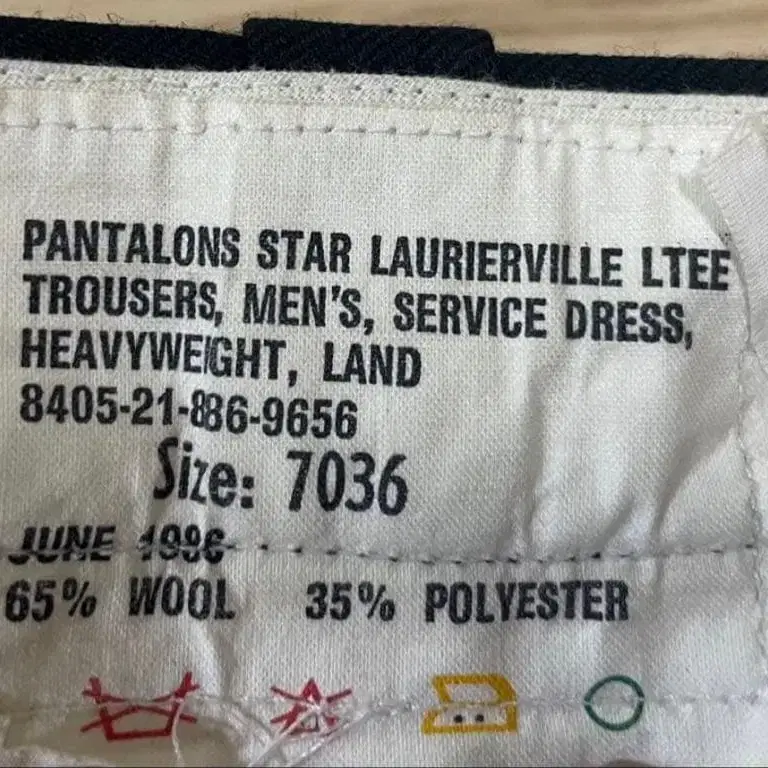 PANTALONS STAR LAURIERVILLE LTEE
TROUSERS, MEN'S, SERVICE DRESS,
HEAVYWEIGHT, LAND
8405-21-886-9656
Size: 7036
JUNE 1996
65% WOOL 35% POLYESTER